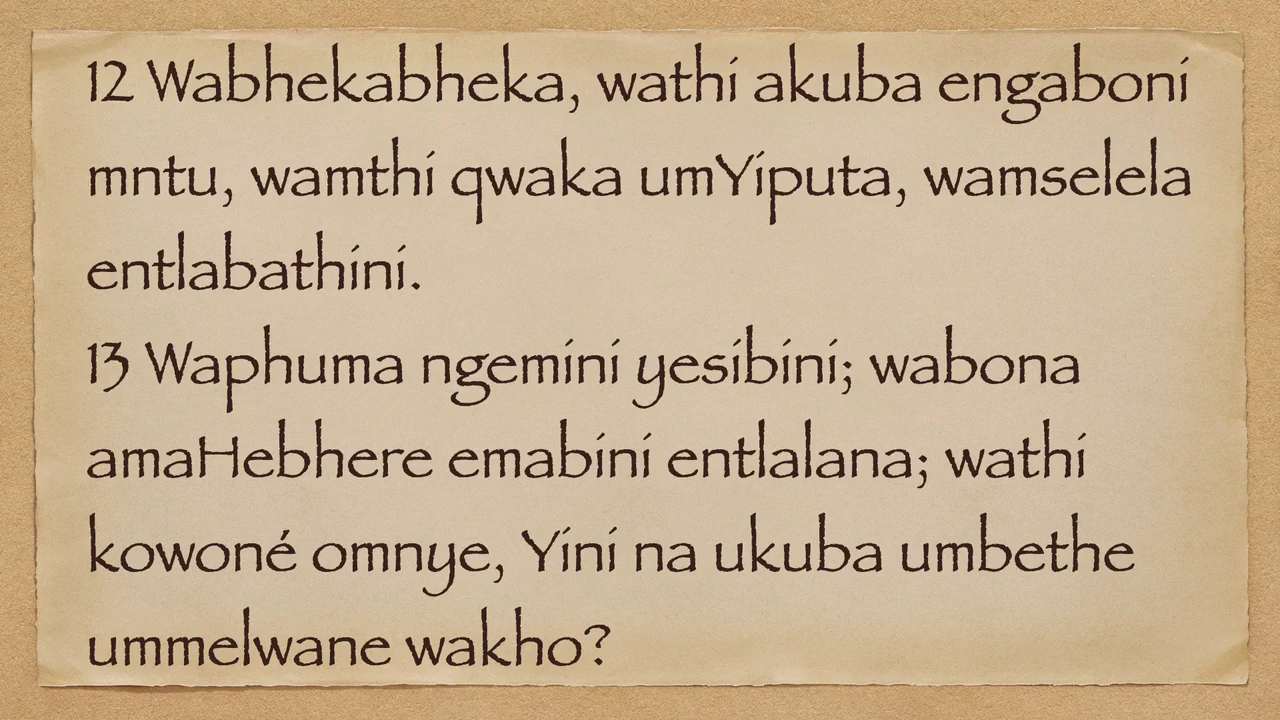 12 Wabhekabheka, wathi akuba engaboni
mntu, wamthi qwaka umYiputa, wamselela
entlabathini.
13 Waphuma ngemini yesibini; wabona
amaHebhere emabini entlalana; wathi
kowoné omnye, Yini na ukuba umbethe
ummelwane wakho?